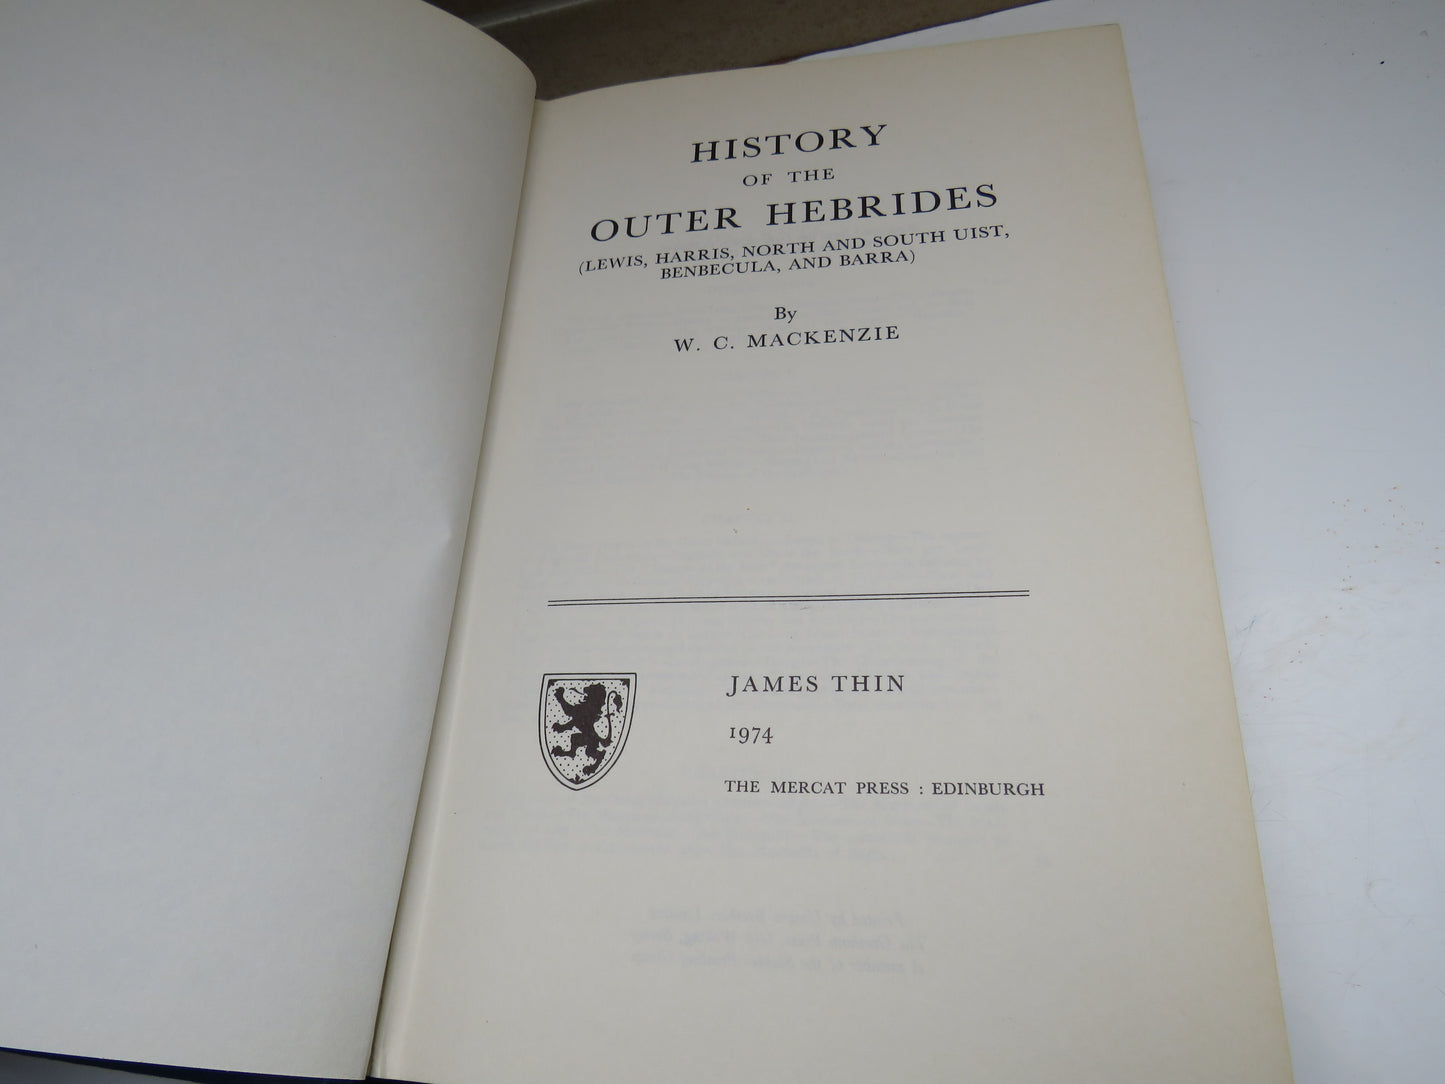 HISTORY
OF THE
OUTER HEBRIDES
(LEWIS, HARRIS, NORTH AND SOUTH UIST,
BENBECULA, AND BARRA)
By
W. C. MACKENZIE
JAMES THIN
1974
THE MERCAT PRESS : EDINBURGH